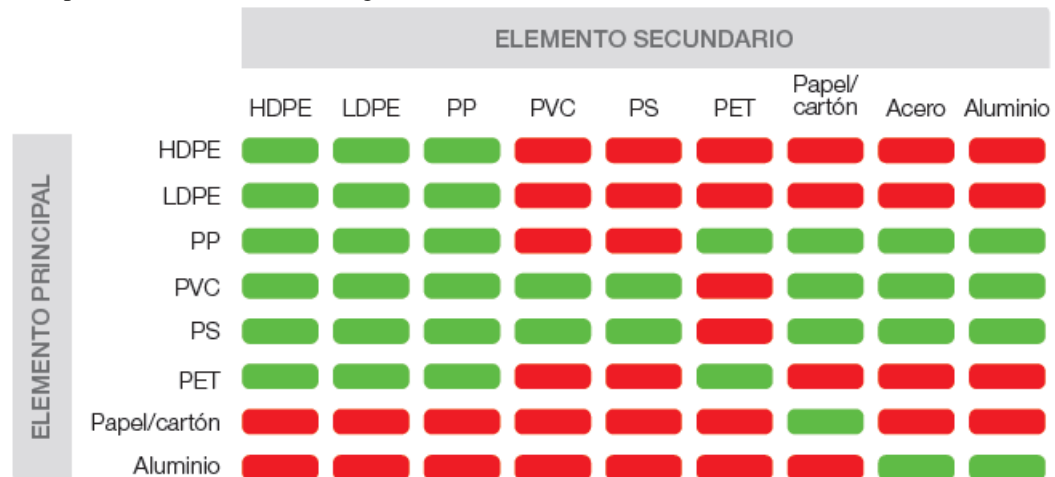 ELEMENTO SECUNDARIO
HDPE LDPE PP PVC PS PET Papel/
cartón Acero Aluminio
ELEMENTO PRINCIPAL
HDPE
LDPE
PP
PVC
PS
PET
Papel/cartón
Aluminio